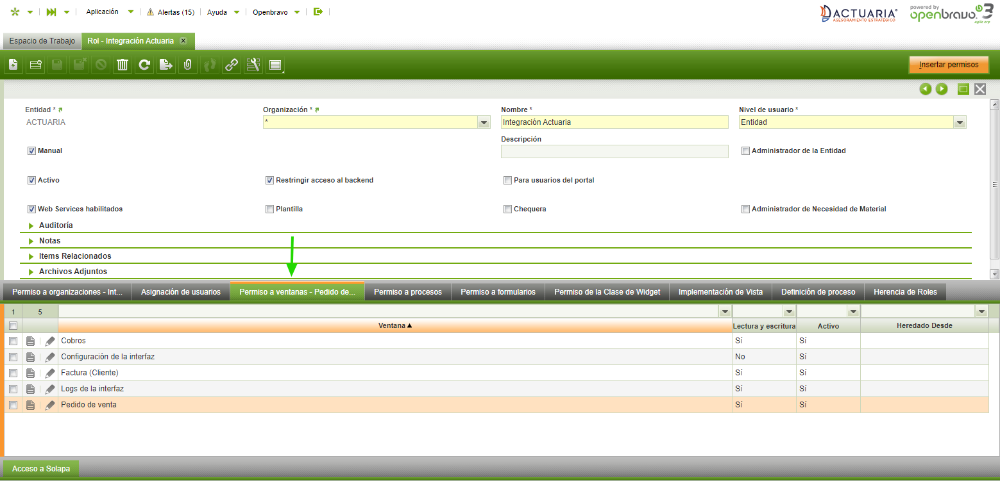 Aplicación
Alertas (15)
Ayuda
Openbravo
ACTUARIA
ASESORAMIENTO ESTRATÉGICO
powered by
openbravo 3
agile erp
Espacio de Trabajo
Rol - Integración Actuaria
Insertar permisos
Entidad *
Organización *
Nombre *
Nivel de usuario *
ACTUARIA
*
Integración Actuaria
Entidad
Descripción
Manual
Administrador de la Entidad
Activo
Restringir acceso al backend
Para usuarios del portal
Web Services habilitados
Plantilla
Chequera
Administrador de Necesidad de Material
Auditoría
Notas
Items Relacionados
Archivos Adjuntos
Permiso a organizaciones - Int...
Asignación de usuarios
Permiso a ventanas - Pedido de...
Permiso a procesos
Permiso a formularios
Permiso de la Clase de Widget
Implementación de Vista
Definición de proceso
Herencia de Roles
1 5
Ventana Lectura y escritura Activo Heredado Desde
Cobros Sí Sí
Configuración de la interfaz No Sí
Factura (Cliente) Sí Sí
Logs de la interfaz Sí Sí
Pedido de venta Sí Sí
Acceso a Solapa